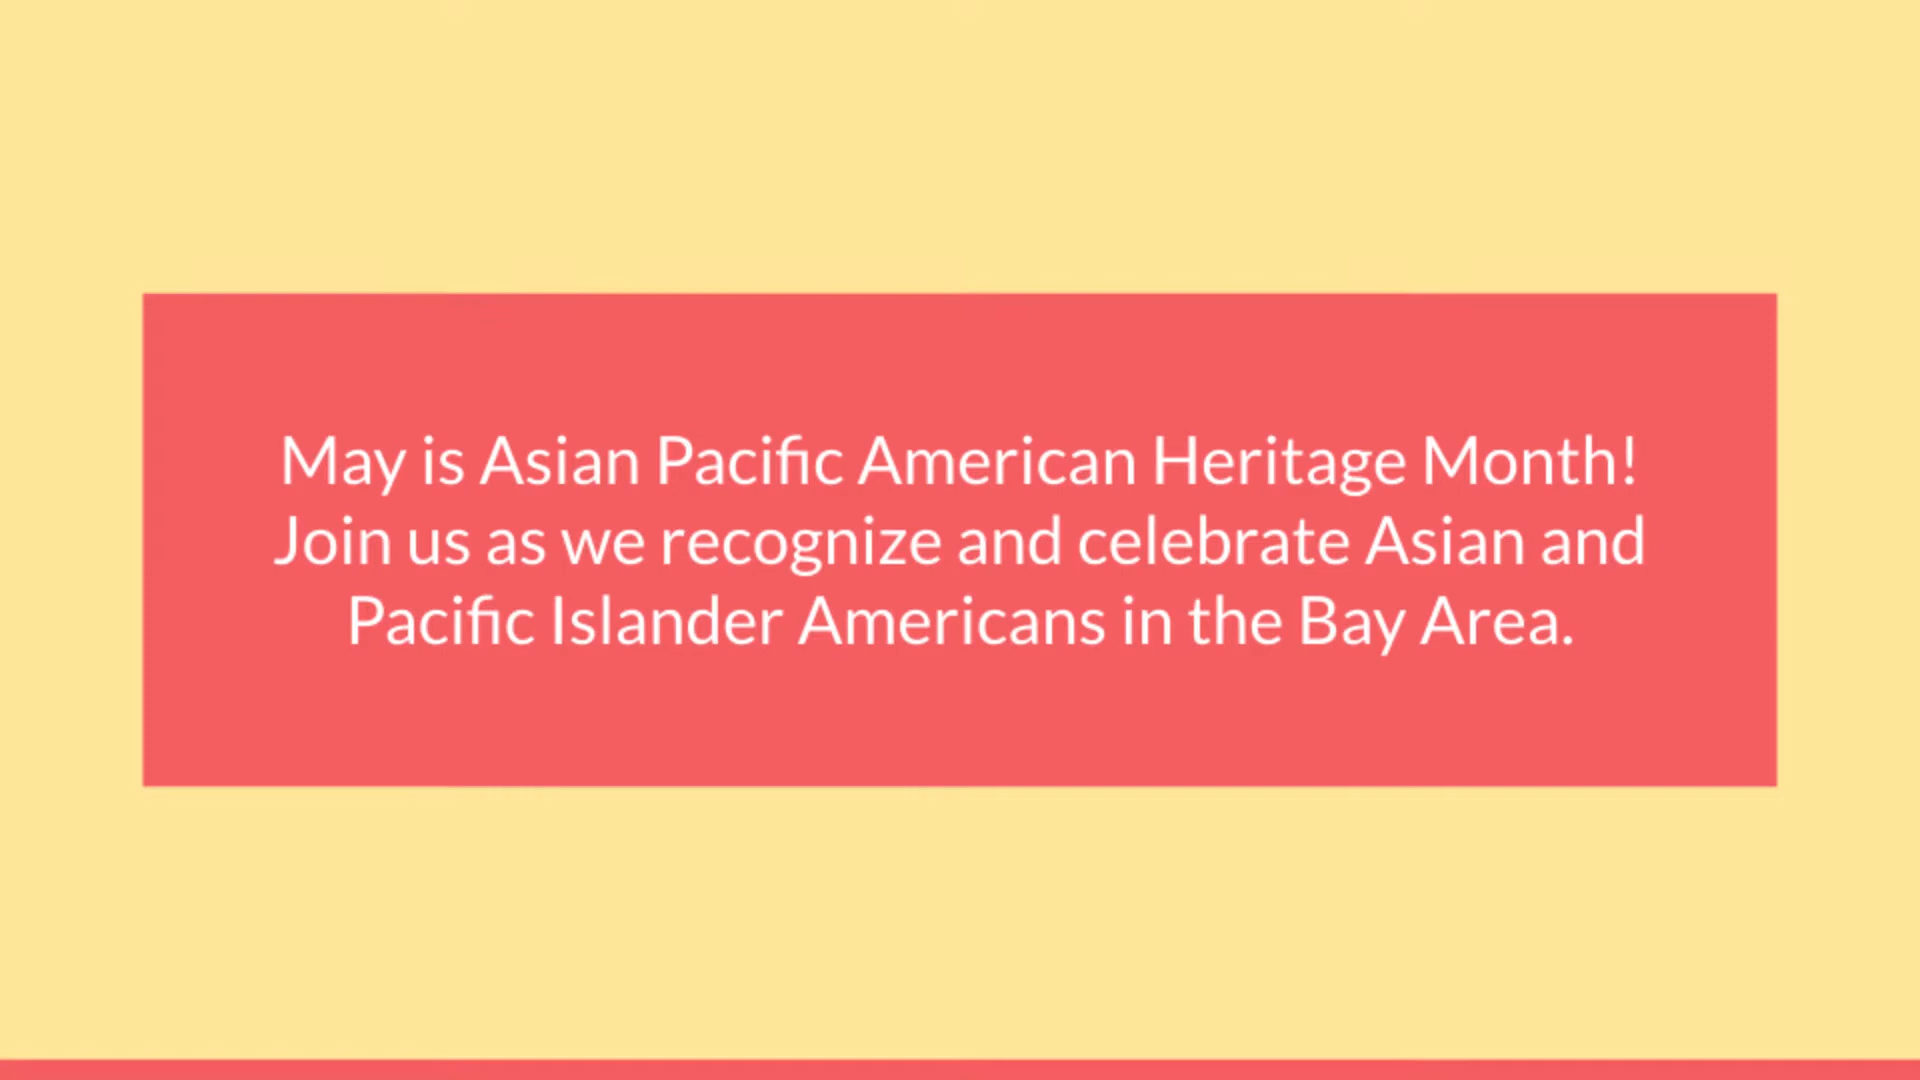 May is Asian Pacific American Heritage Month!
Join us as we recognize and celebrate Asian and
Pacific Islander Americans in the Bay Area.